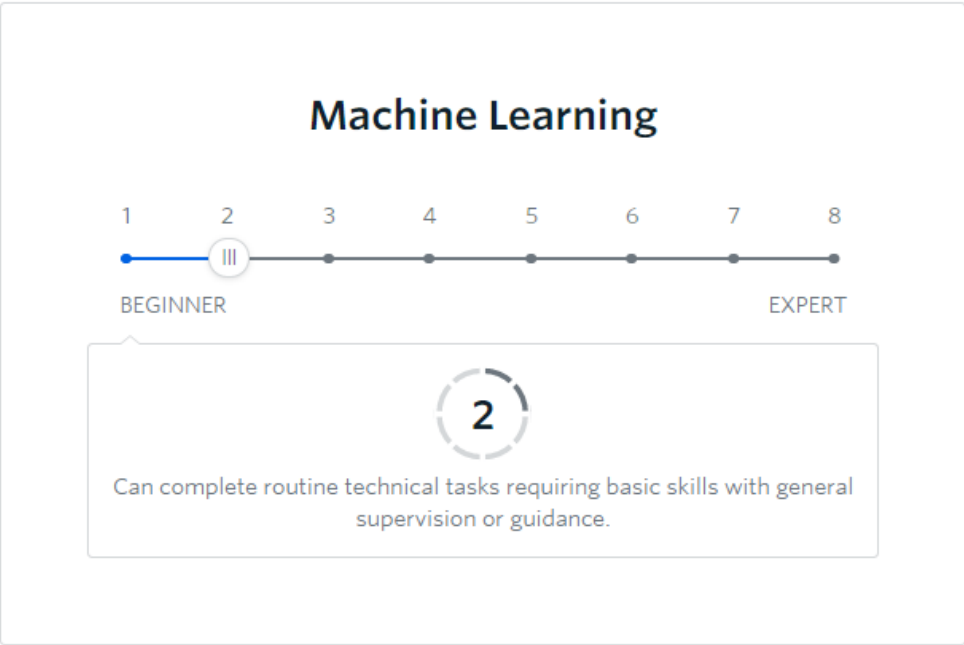 Machine Learning
1 2 3 4 5 6 7 8
BEGINNER EXPERT
2
Can complete routine technical tasks requiring basic skills with general
supervision or guidance.